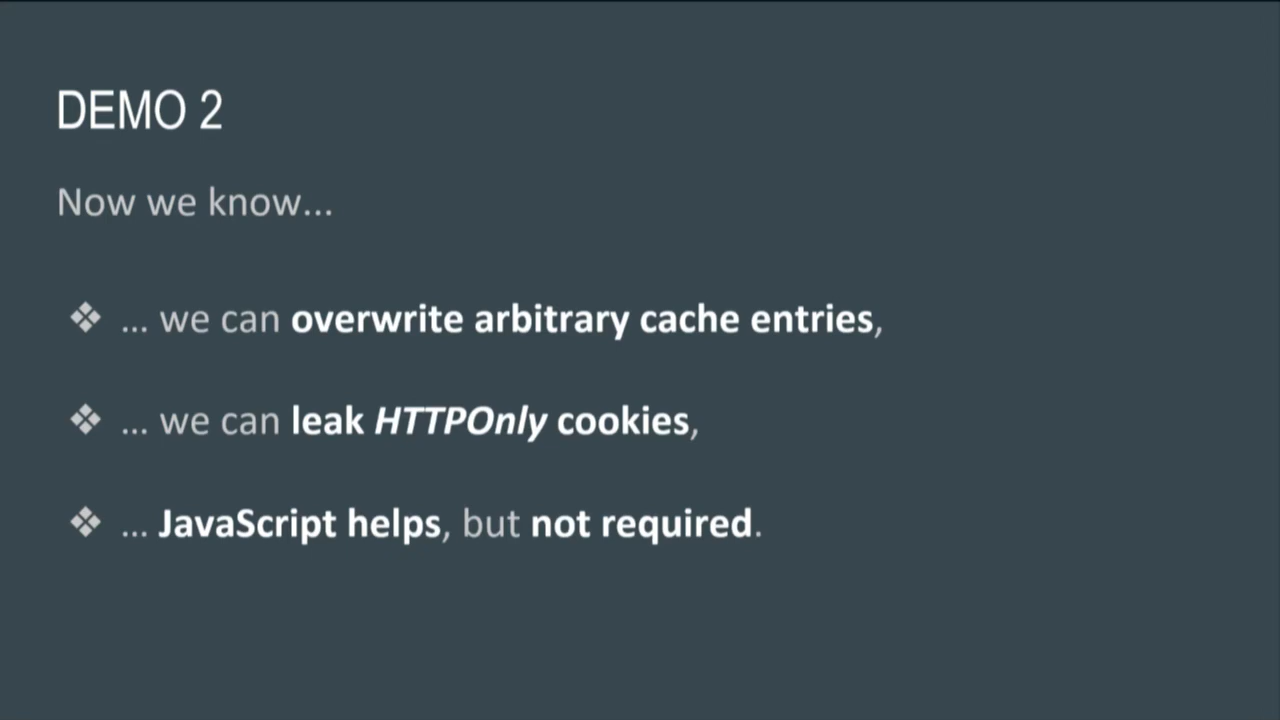 DEMO 2
Now we know...
❖ ... we can overwrite arbitrary cache entries,
❖ ... we can leak HTTPOnly cookies,
❖ ... JavaScript helps, but not required.